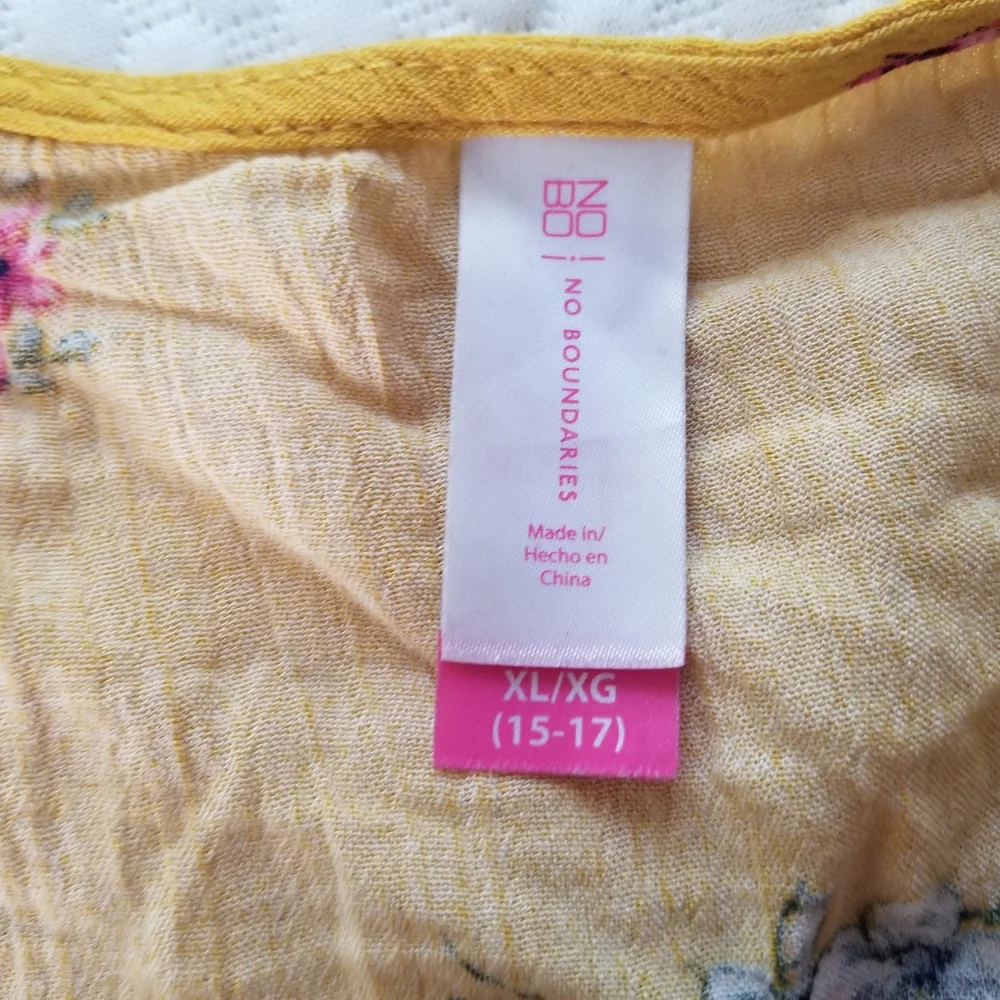 NO
BO
NO BOUNDARIES
Made in/
Hecho en
China
XL/XG
(15-17)